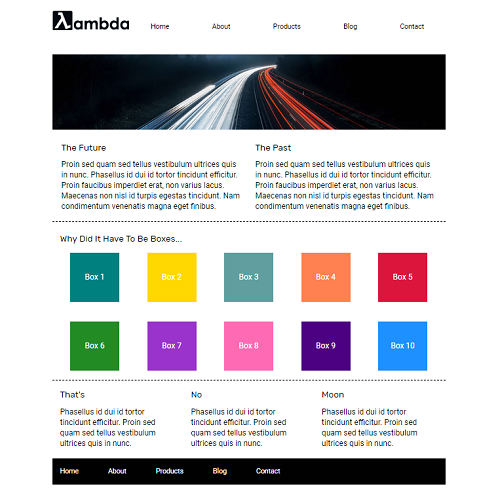 λambda
Home About Products Blog Contact
The Future
Proin sed quam sed tellus vestibulum ultrices quis
in nunc. Phasellus id dui id tortor tincidunt efficitur.
Proin faucibus imperdiet erat, non varius lacus.
Maecenas non nisl id turpis egestas tincidunt. Nam
condimentum venenatis magna eget finibus.
The Past
Proin sed quam sed tellus vestibulum ultrices quis
in nunc. Phasellus id dui id tortor tincidunt efficitur.
Proin faucibus imperdiet erat, non varius lacus.
Maecenas non nisl id turpis egestas tincidunt. Nam
condimentum venenatis magna eget finibus.
Why Did It Have To Be Boxes...
Box 1 Box 2 Box 3 Box 4 Box 5
Box 6 Box 7 Box 8 Box 9 Box 10
That's
Phasellus id dui id tortor
tincidunt efficitur. Proin sed
quam sed tellus vestibulum
ultrices quis in nunc.
No
Phasellus id dui id tortor
tincidunt efficitur. Proin sed
quam sed tellus vestibulum
ultrices quis in nunc.
Moon
Phasellus id dui id tortor
tincidunt efficitur. Proin sed
quam sed tellus vestibulum
ultrices quis in nunc.
Home About Products Blog Contact